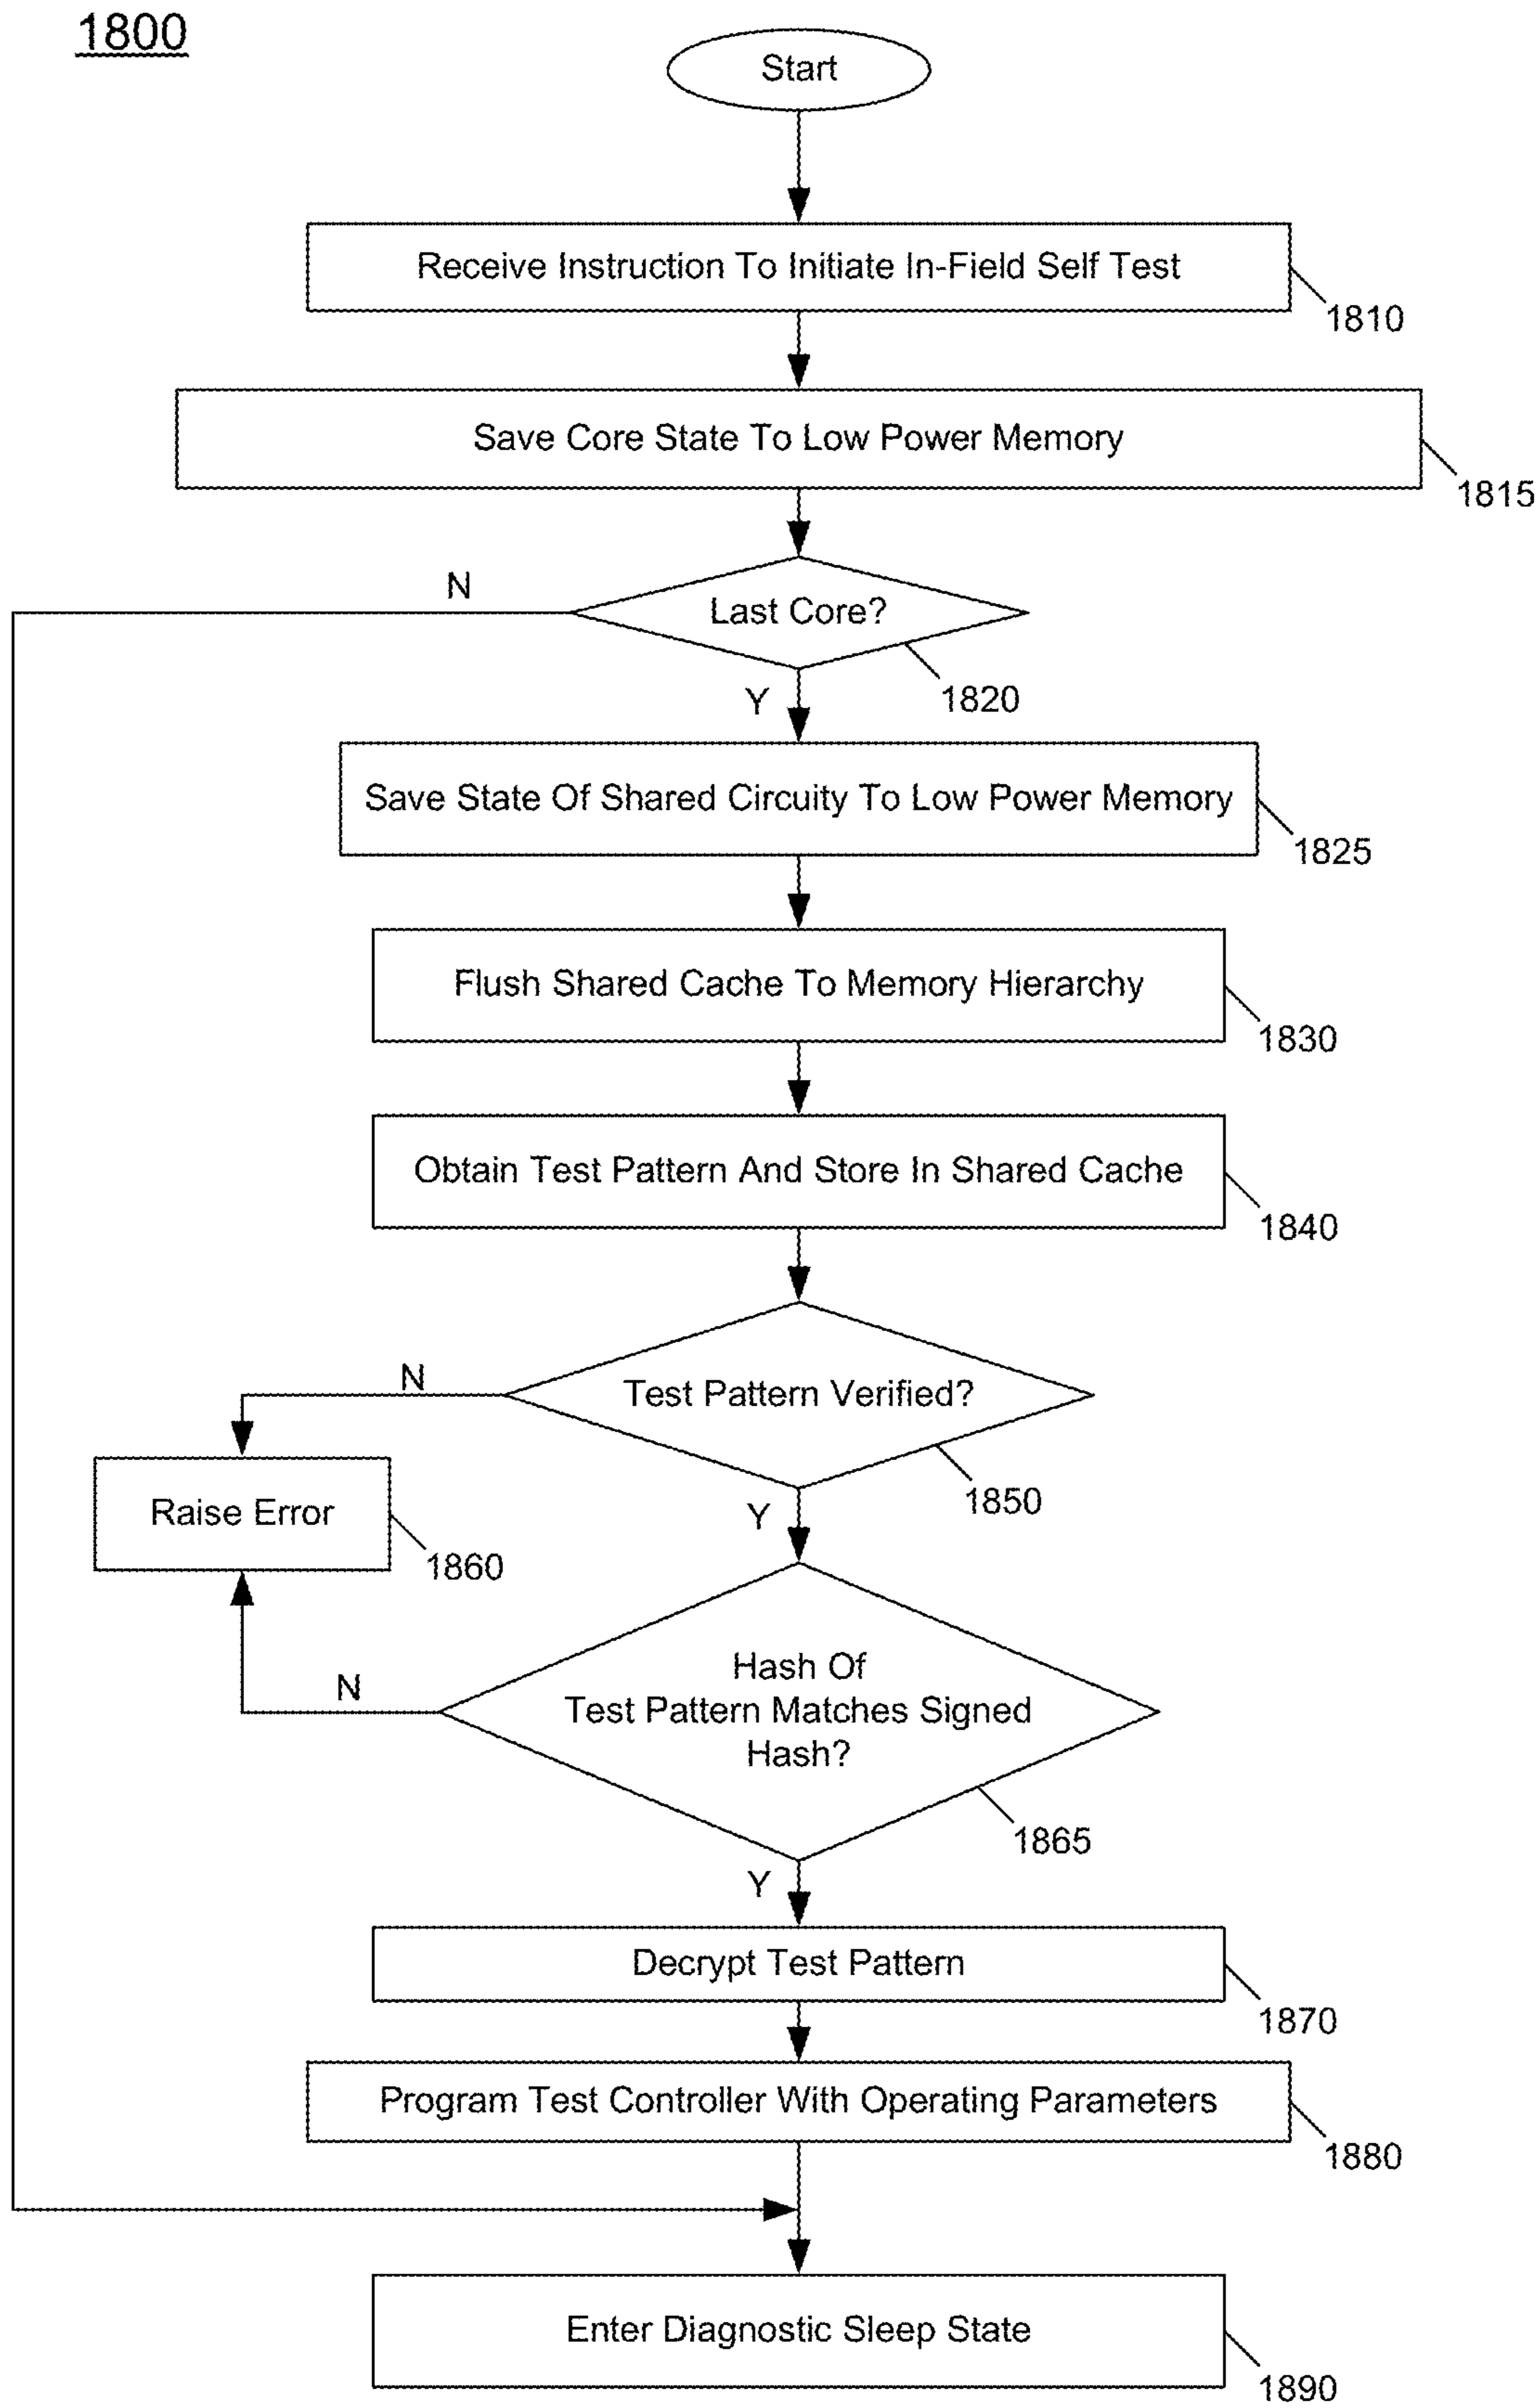 1800
Start
Receive Instruction To Initiate In-Field Self Test
1810
Save Core State To Low Power Memory
1815
N
Last Core?
1820
Y
Save State Of Shared Circuity To Low Power Memory
1825
Flush Shared Cache To Memory Hierarchy
1830
Obtain Test Pattern And Store In Shared Cache
1840
N
Test Pattern Verified?
1850
Y
Raise Error
1860
Hash Of
Test Pattern Matches Signed
Hash?
N
1865
Y
Decrypt Test Pattern
1870
Program Test Controller With Operating Parameters
1880
Enter Diagnostic Sleep State
1890